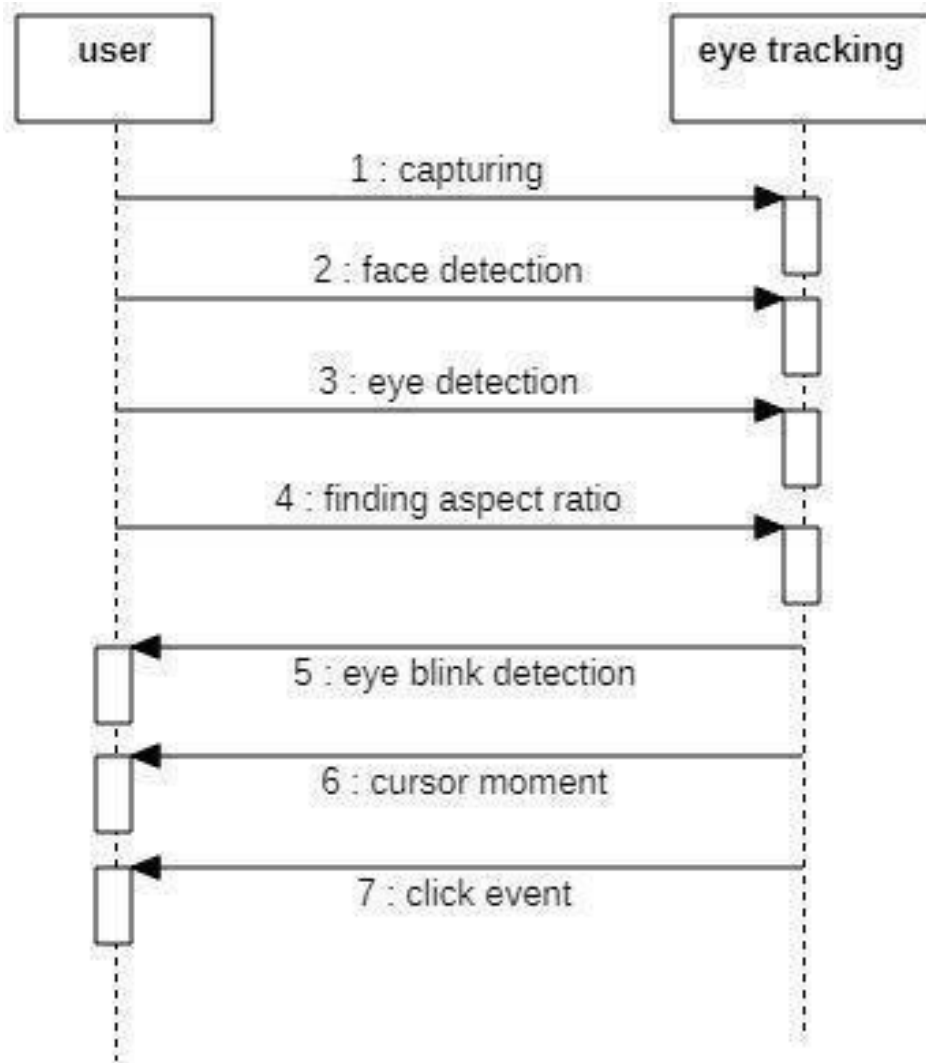 user
eye tracking
1 : capturing
2 : face detection
3 : eye detection
4 : finding aspect ratio
5 : eye blink detection
6 : cursor moment
7 : click event